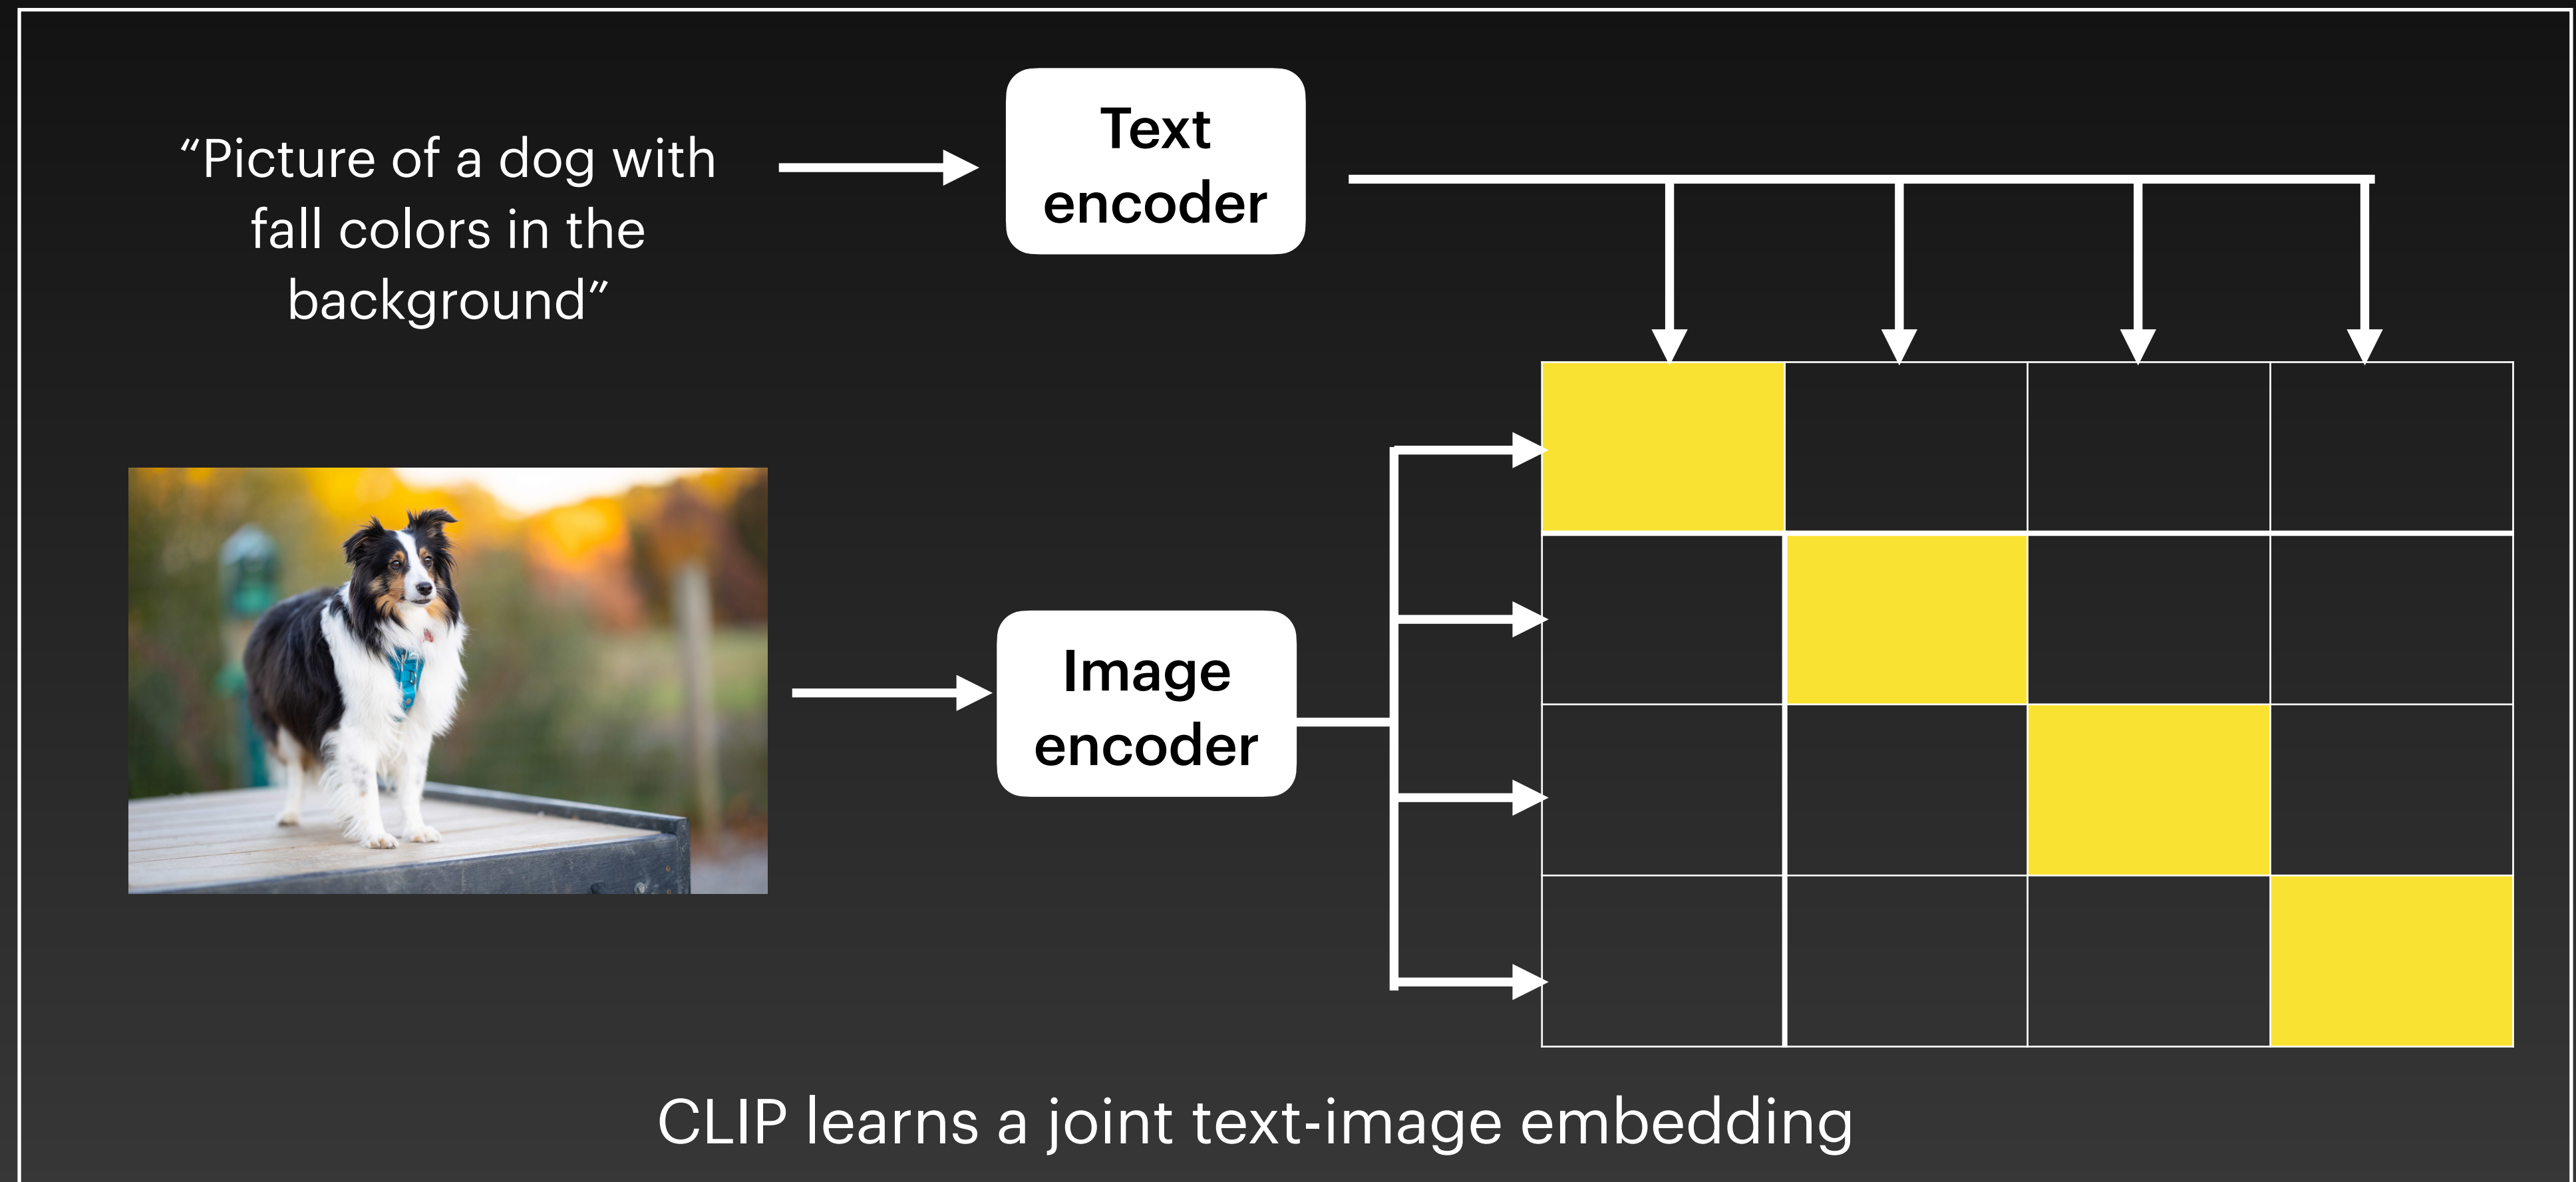 “Picture of a dog with
fall colors in the
background”
Text
encoder
Image
encoder
CLIP learns a joint text-image embedding